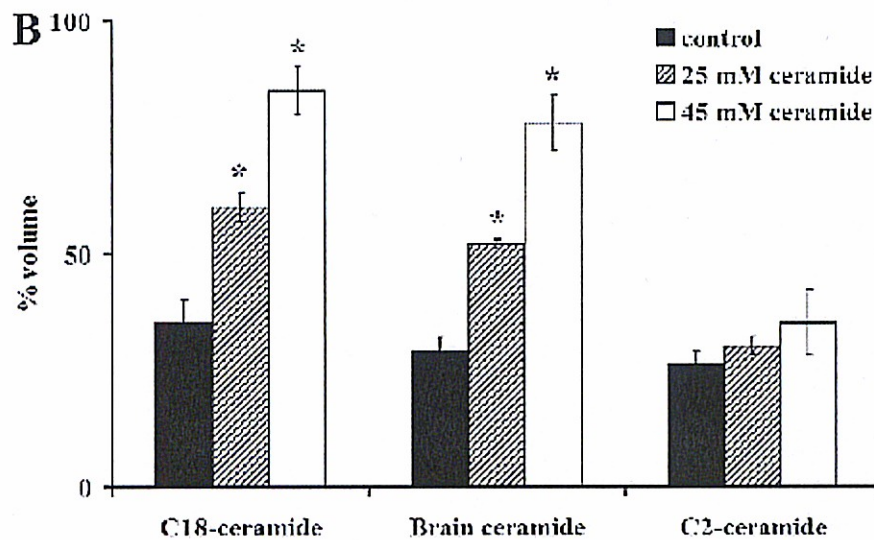 B
100
50
0
% volume
control
25 mM ceramide
45 mM ceramide
*
*
*
*
C18-ceramide
Brain ceramide
C2-ceramide